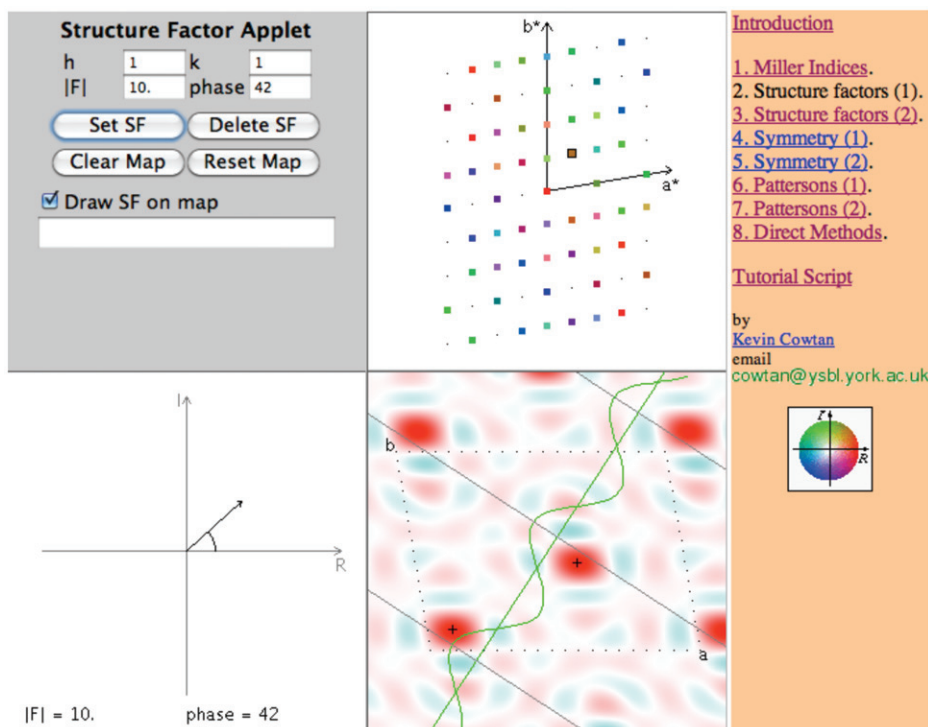 Structure Factor Applet
h 1 k 1
|F| 10. phase 42
Set SF Delete SF
Clear Map Reset Map
Draw SF on map
b*
a*
I
R
|F| = 10. phase = 42
b
a
Introduction
1. Miller Indices.
2. Structure factors (1).
3. Structure factors (2).
4. Symmetry (1).
5. Symmetry (2).
6. Pattersons (1).
7. Pattersons (2).
8. Direct Methods.
Tutorial Script
by
Kevin Cowtan
email
cowtan@ysbl.york.ac.uk
I
R